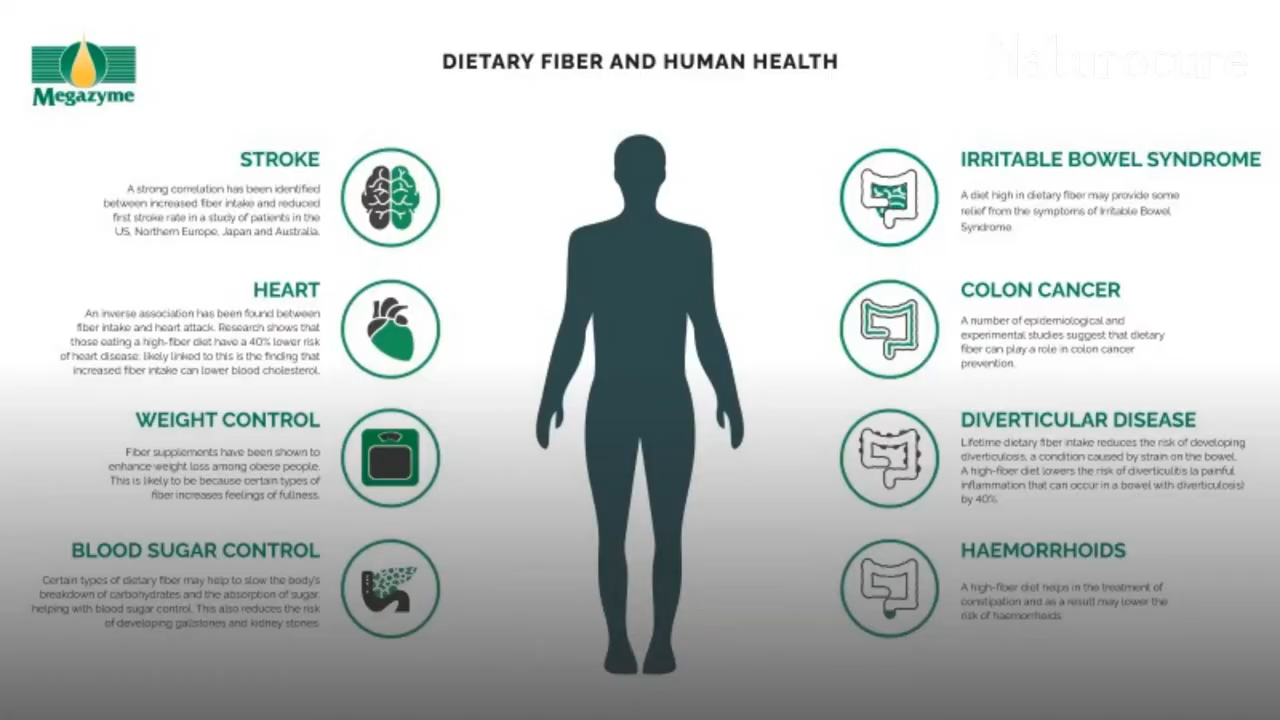 Megazyme
DIETARY FIBER AND HUMAN HEALTH
Naturocure
STROKE
A strong correlation has been identified
between increased fiber intake and reduced
first stroke rate in a study of patients in the
US, Northern Europe, Japan and Australia.
HEART
An inverse association has been found between
fiber intake and heart attack. Research shows that
those eating a high-fiber diet have a 40% lower risk
of heart disease; likely linked to this is the finding that
increased fiber intake can lower blood cholesterol.
WEIGHT CONTROL
Fiber supplements have been shown to
enhance weight loss among obese people.
This is likely to be because certain types of
fiber increases feelings of fullness.
BLOOD SUGAR CONTROL
Certain types of dietary fiber may help to slow the body's
breakdown of carbohydrates and the absorption of sugar,
helping with blood sugar control. This also reduces the risk
of developing gallstones and kidney stones.
IRRITABLE BOWEL SYNDROME
A diet high in dietary fiber may provide some
relief from the symptoms of Irritable Bowel
Syndrome.
COLON CANCER
A number of epidemiological and
experimental studies suggest that dietary
fiber can play a role in colon cancer
prevention.
DIVERTICULAR DISEASE
Lifetime dietary fiber intake reduces the risk of developing
diverticulosis, a condition caused by strain on the bowel.
A high-fiber diet lowers the risk of diverticulitis (a painful
inflammation that can occur in a bowel with diverticulosis)
by 40%.
HAEMORRHOIDS
A high-fiber diet helps in the treatment of
constipation and as a result may lower the
risk of haemorrhoids.